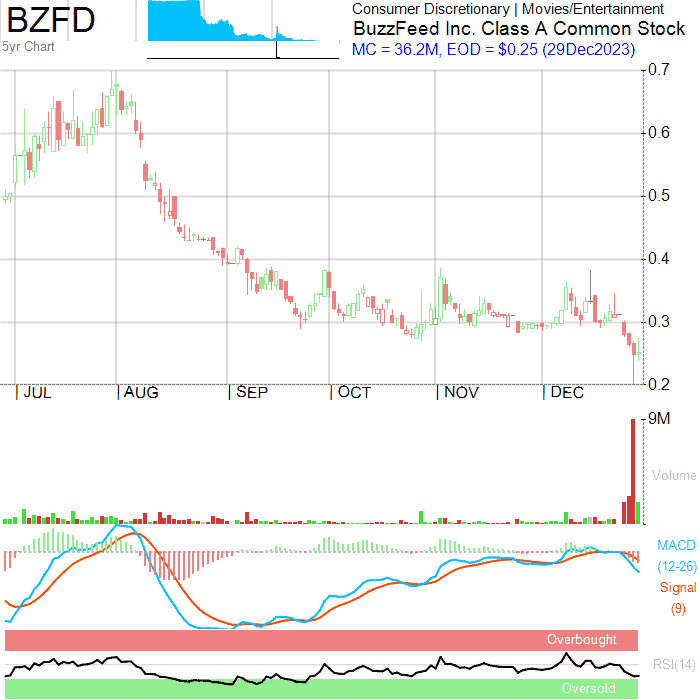 BZFD
5yr Chart
Consumer Discretionary | Movies/Entertainment
BuzzFeed Inc. Class A Common Stock
MC = 36.2M, EOD = $0.25 (29Dec2023)
0.7
0.6
0.5
0.4
0.3
0.2
| JUL | AUG | SEP | OCT | NOV | DEC
9M
Volume
MACD
(12-26)
Signal
(9)
Overbought
RSI(14)
Oversold